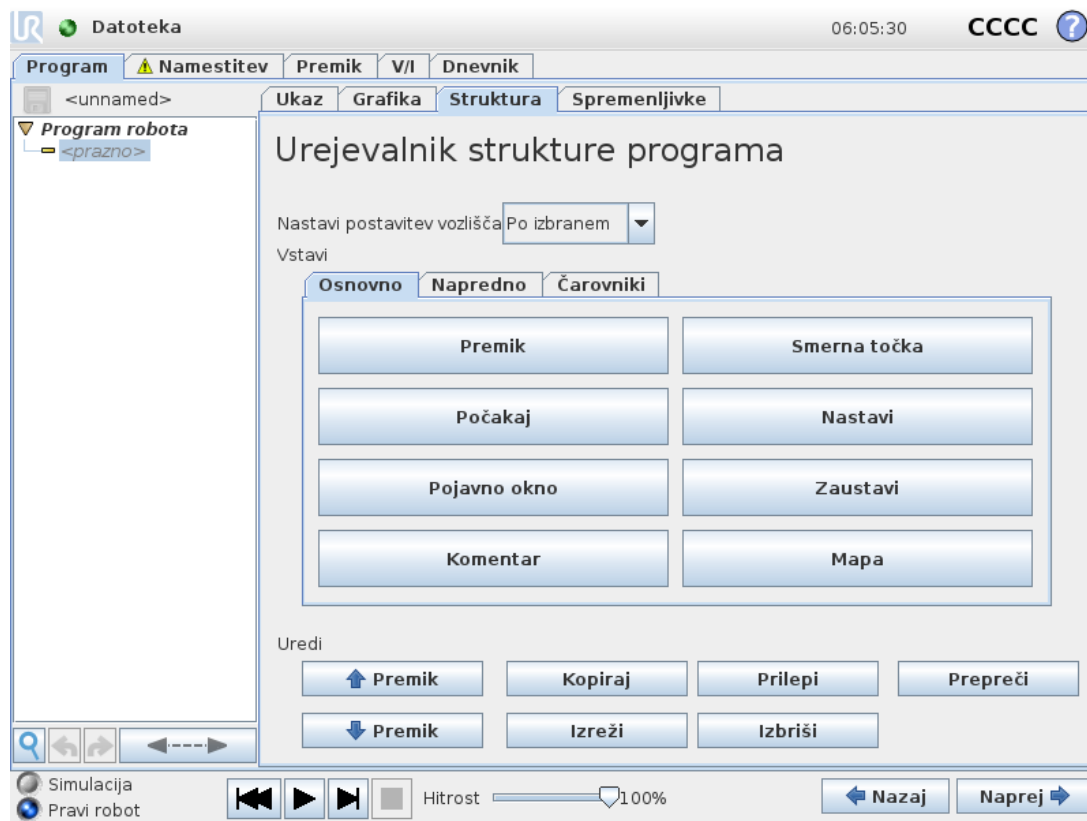 UR Datoteka 06:05:30 CCCC ?
Program Namestitev Premik V/I Dnevnik
<unnamed>
Ukaz Grafika Struktura Spremenljivke
Program robota
<prazno>
Urejevalnik strukture programa
Nastavi postavitev vozlišča Po izbranem
Vstavi
Osnovno Napredno Čarovniki
Premik Smerna točka
Počakaj Nastavi
Pojavno okno Zaustavi
Komentar Mapa
Uredi
Premik Kopiraj Prilepi Prepreči
Premik Izreži Izbriši
Simulacija
Pravi robot
Hitrost 100%
Nazaj Naprej